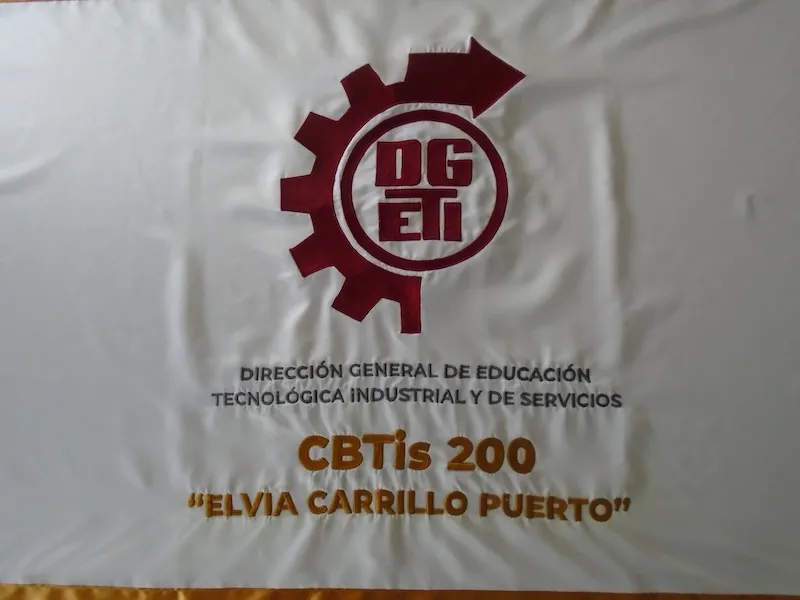 DG
ETi
DIRECCIÓN GENERAL DE EDUCACIÓN
TECNOLÓGICA iNDUSTRIAL Y DE SERVICIOS
CBTis 200
“ELVIA CARRILLO PUERTO”